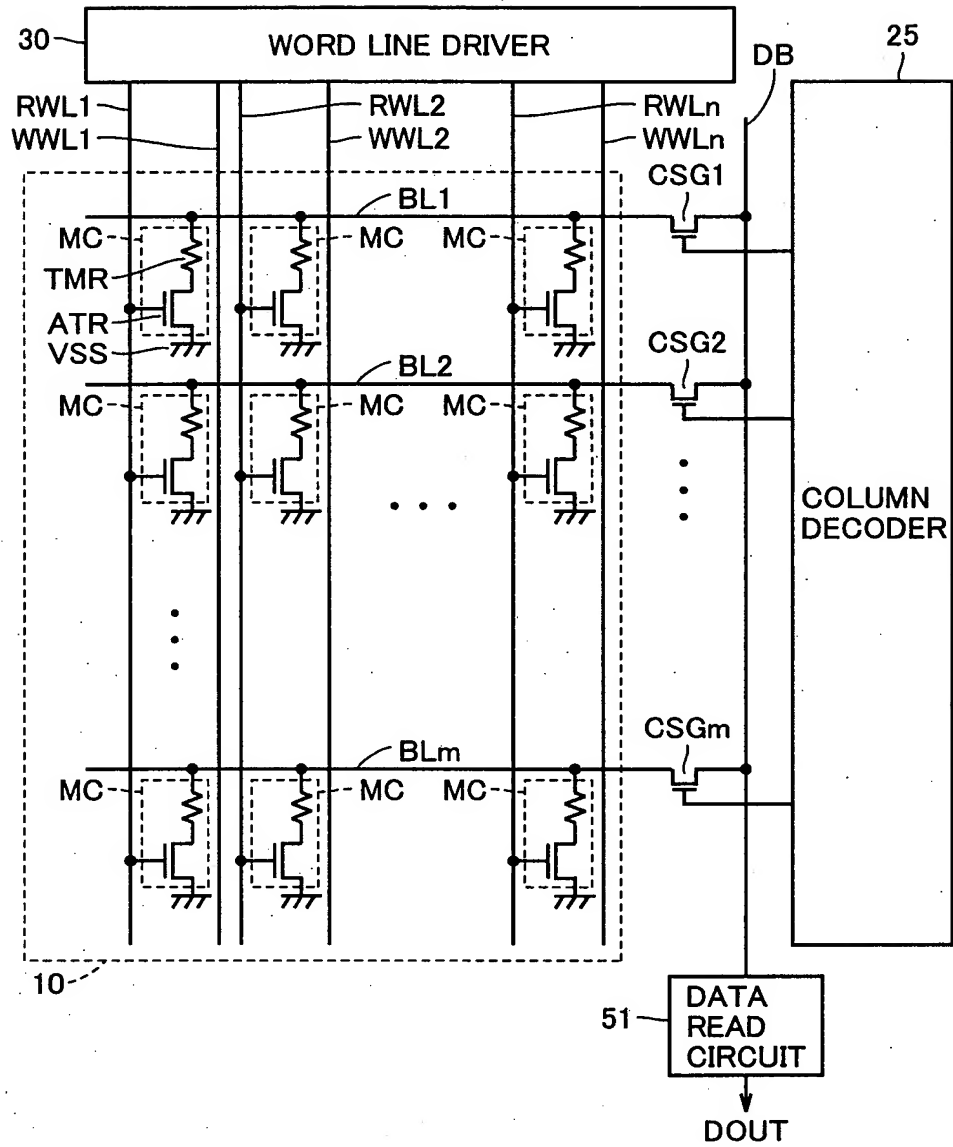 30
WORD LINE DRIVER
25
DB
RWL1
RWL2
RWLn
WWL1
WWL2
WWLn
CSG1
BL1
MC
MC
MC
TMR
ATR
VSS
CSG2
BL2
MC
MC
MC
COLUMN
DECODER
CSGm
BLm
MC
MC
MC
10
51
DATA
READ
CIRCUIT
DOUT